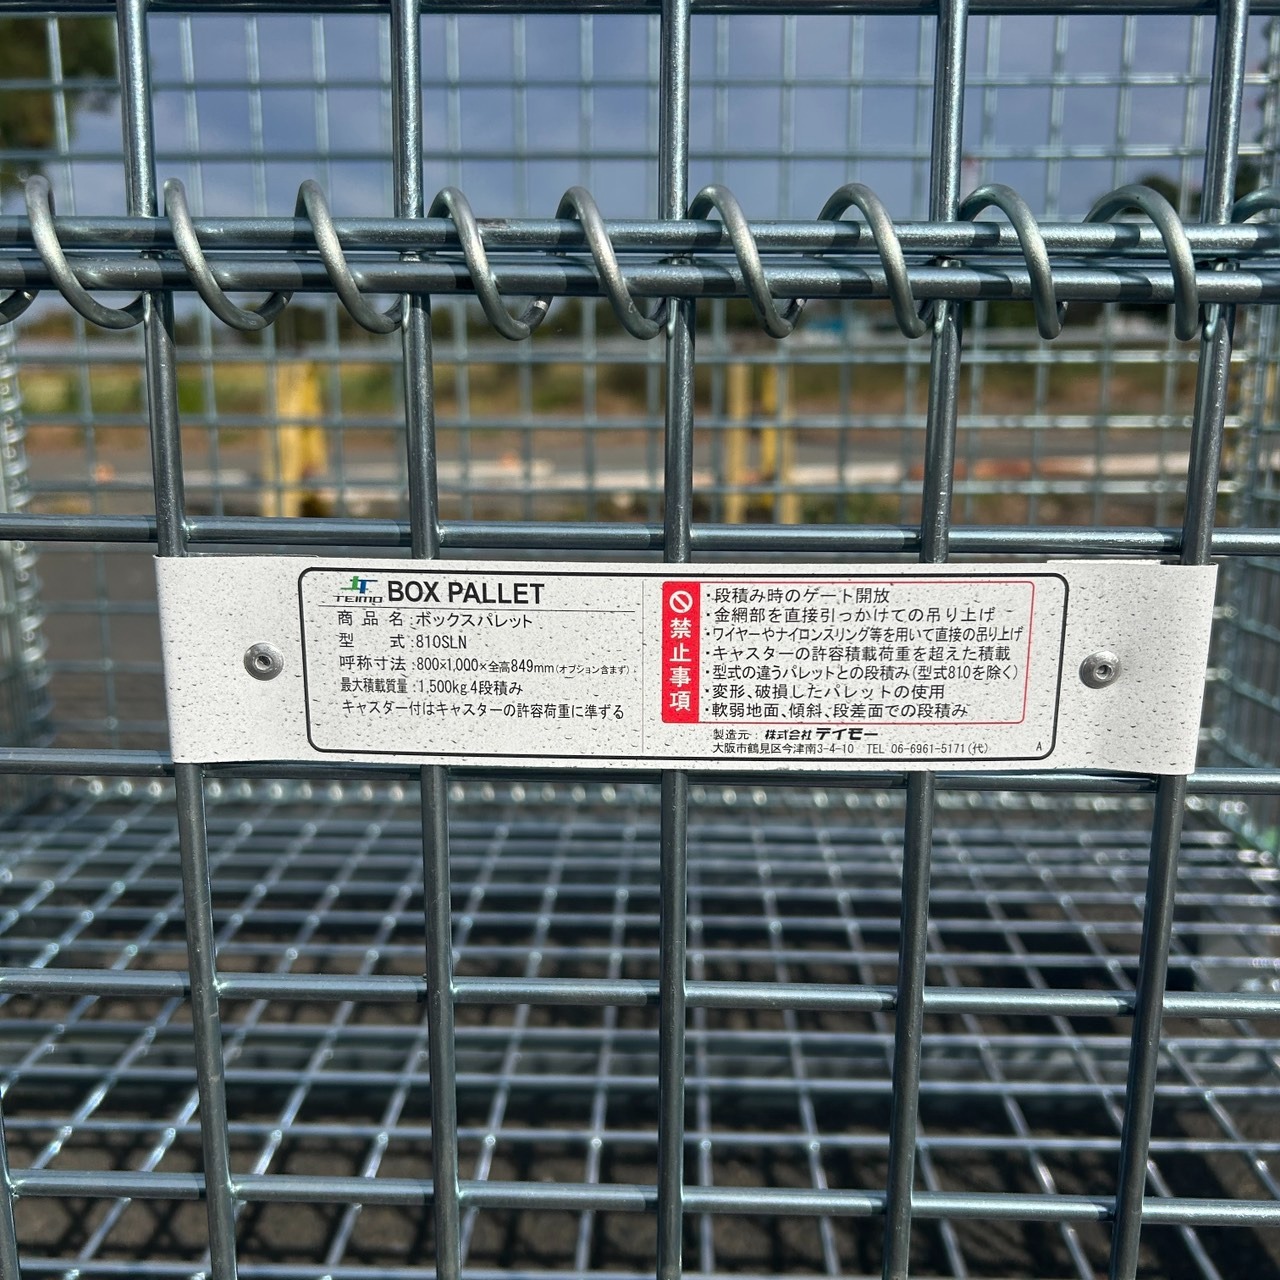 TEIMO BOX PALLET
商品名：ボックスパレット
型　式：810SLN
呼称寸法：800×1,000×全高849mm（オプション含まず）
最大積載質量：1,500kg 4段積み
キャスター付はキャスターの許容荷重に準ずる
禁止事項
・段積み時のゲート開放
・金網部を直接引っかけての吊り上げ
・ワイヤーやナイロンスリング等を用いて直接の吊り上げ
・キャスターの許容積載荷重を超えた積載
・型式の違うパレットとの段積み（型式810を除く）
・変形、破損したパレットの使用
・軟弱地面、傾斜、段差面での段積み
製造元：株式会社テイモー
大阪市鶴見区今津南3-4-10　TEL 06-6961-5171（代）
A